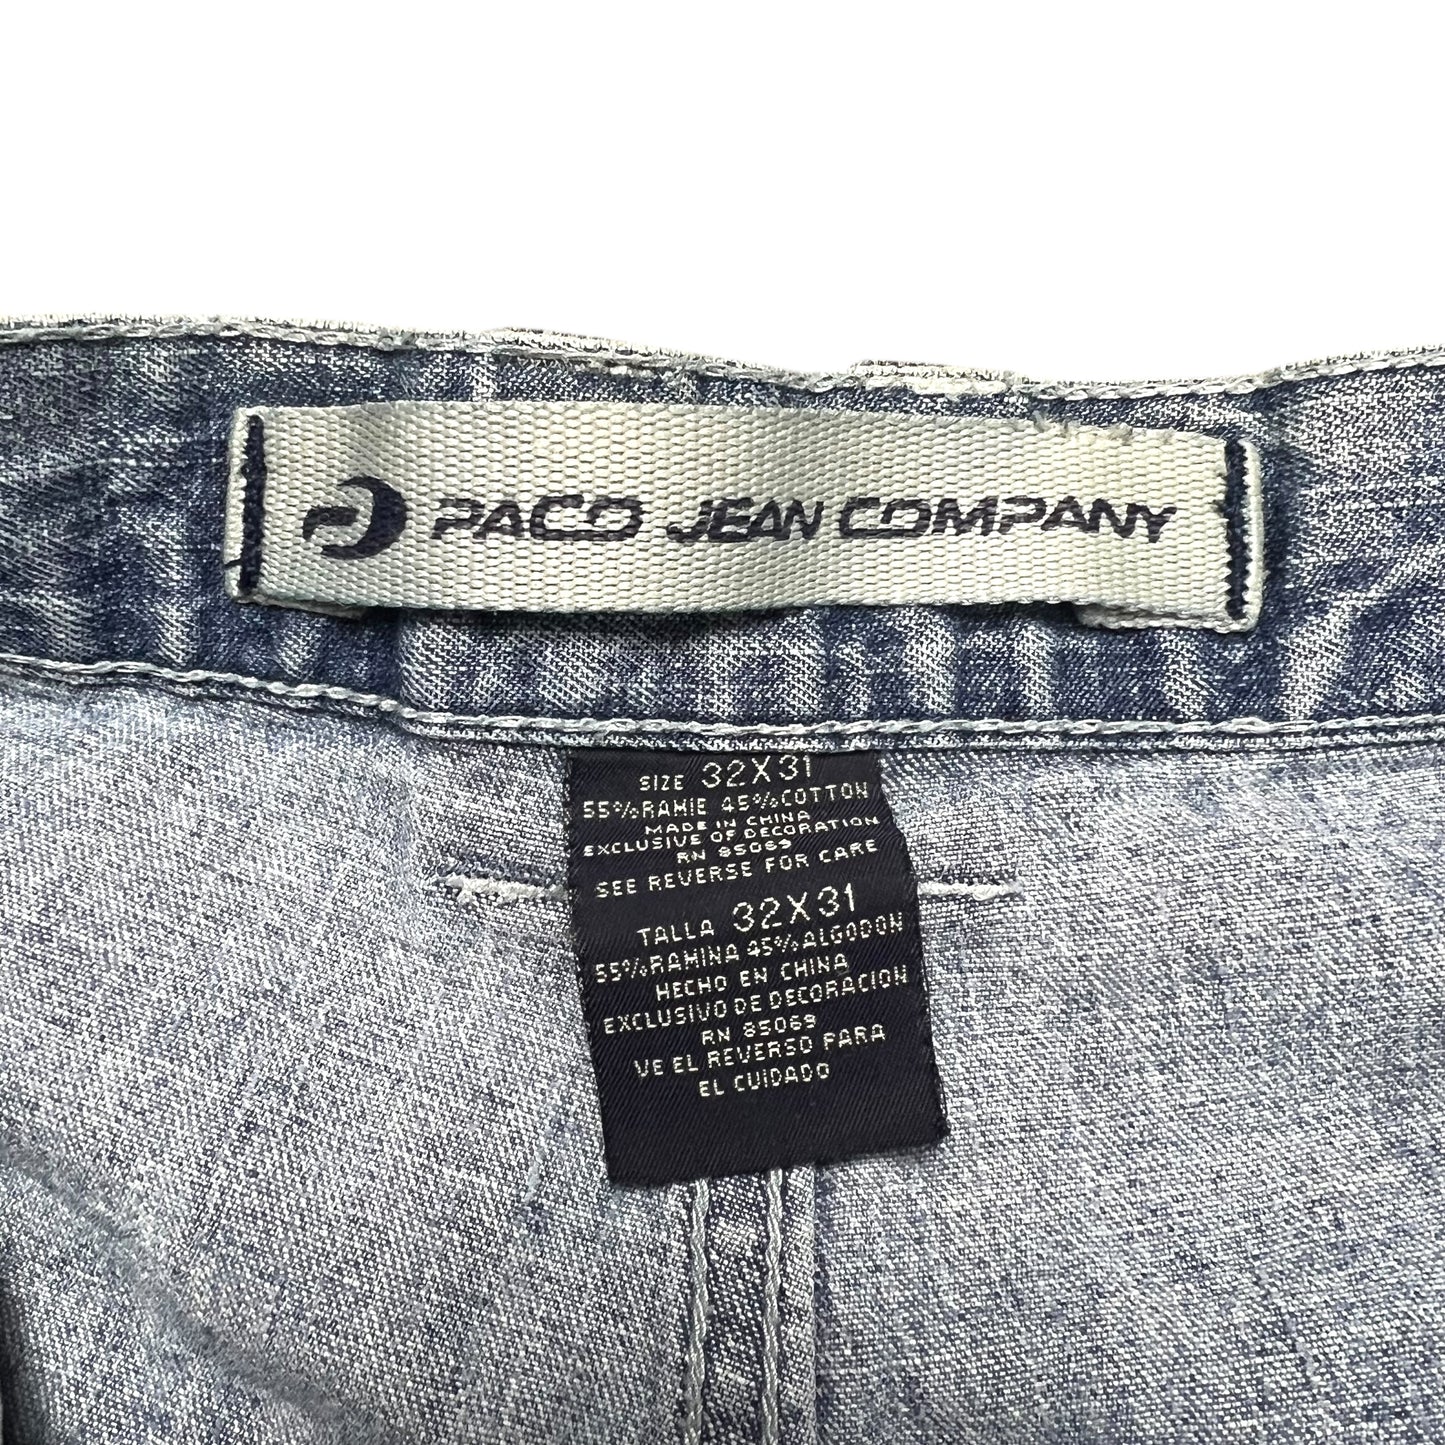 PACO JEAN COMPANY
SIZE 32X31
55%RAMIE 45%COTTON
MADE IN CHINA
EXCLUSIVE OF DECORATION
RN 85069
SEE REVERSE FOR CARE
TALLA 32X31
55%RAMINA 45%ALGODON
HECHO EN CHINA
EXCLUSIVO DE DECORACION
RN 85069
VE EL REVERSO PARA
EL CUIDADO